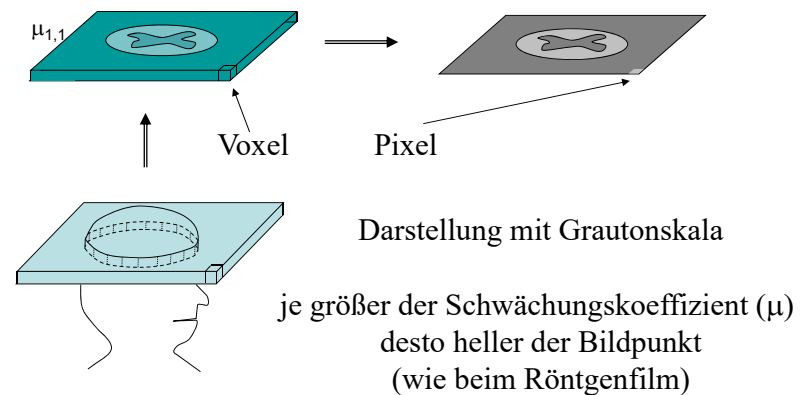 μ1,1
Voxel
Pixel
Darstellung mit Grautonskala
je größer der Schwächungskoeffizient (μ)
desto heller der Bildpunkt
(wie beim Röntgenfilm)